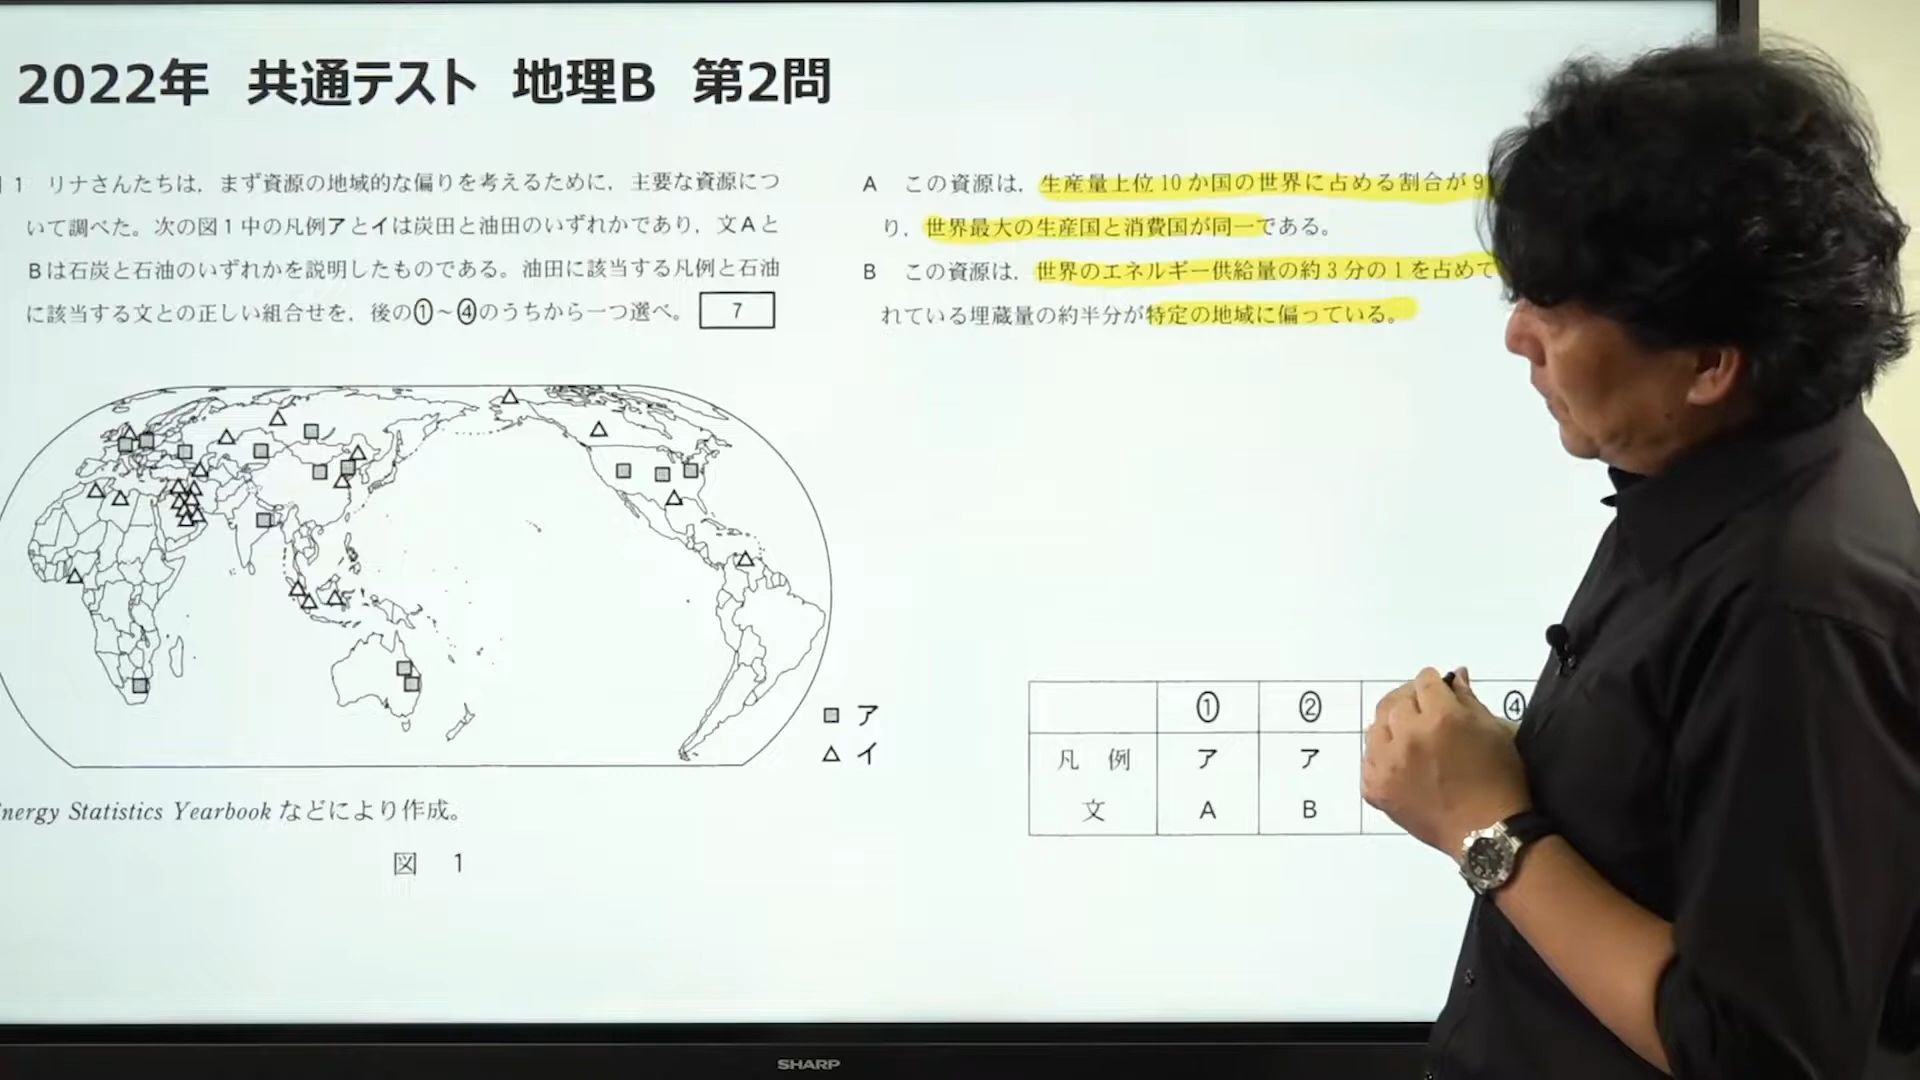 2022年 共通テスト 地理B 第2問
1 リナさんたちは，まず資源の地域的な偏りを考えるために，主要な資源につ
いて調べた。次の図1中の凡例アとイは炭田と油田のいずれかであり，文Aと
Bは石炭と石油のいずれかを説明したものである。油田に該当する凡例と石油
に該当する文との正しい組合せを，後の①～④のうちから一つ選べ。 7
A この資源は，生産量上位10か国の世界に占める割合が9
り，世界最大の生産国と消費国が同一である。
B この資源は，世界のエネルギー供給量の約3分の1を占めて
れている埋蔵量の約半分が特定の地域に偏っている。
ア
イ
Energy Statistics Yearbook などにより作成。
図 1
① ② ④
凡 例 ア ア
文 A B
SHARP